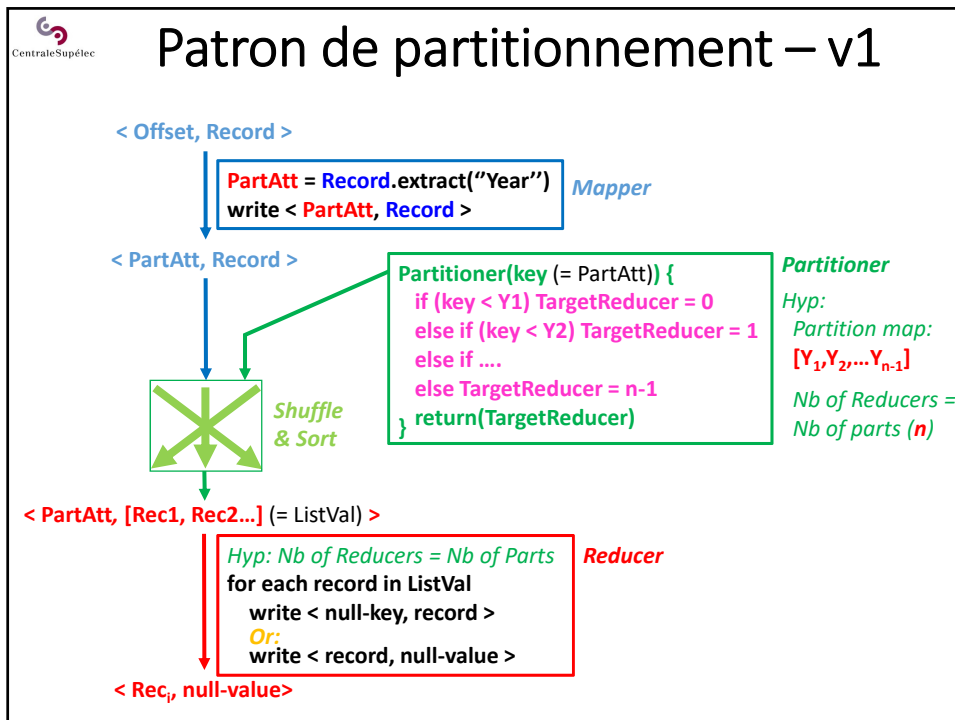 CentraleSupélec
Patron de partitionnement – v1
< Offset, Record >
PartAtt = Record.extract(‘’Year’’)
write < PartAtt, Record >
Mapper
< PartAtt, Record >
Partitioner(key (= PartAtt)) {
if (key < Y1) TargetReducer = 0
else if (key < Y2) TargetReducer = 1
else if ….
else TargetReducer = n-1
return(TargetReducer)
}
Partitioner
Hyp:
Partition map:
[Y1,Y2,…Yn-1]
Nb of Reducers =
Nb of parts (n)
Shuffle
& Sort
< PartAtt, [Rec1, Rec2…] (= ListVal) >
Hyp: Nb of Reducers = Nb of Parts
for each record in ListVal
write < null-key, record >
Or:
write < record, null-value >
Reducer
< Reci, null-value>